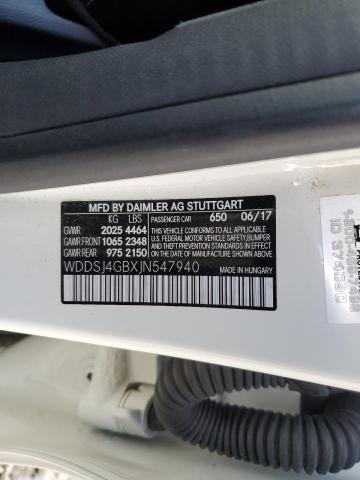 MFD BY DAIMLER AG STUTTGART
KG LBS PASSENGER CAR 650 06/17
GVWR 2025 4464 THIS VEHICLE CONFORMS TO ALL APPLICABLE
GAWR FRONT 1065 2348 U.S. FEDERAL MOTOR VEHICLE SAFETY, BUMPER
GAWR REAR 975 2150 AND THEFT PREVENTION STANDARDS IN EFFECT
ON THE DATE OF MANUFACTURE SHOWN ABOVE.
WDDSJ4GBXJN547940 MADE IN HUNGARY